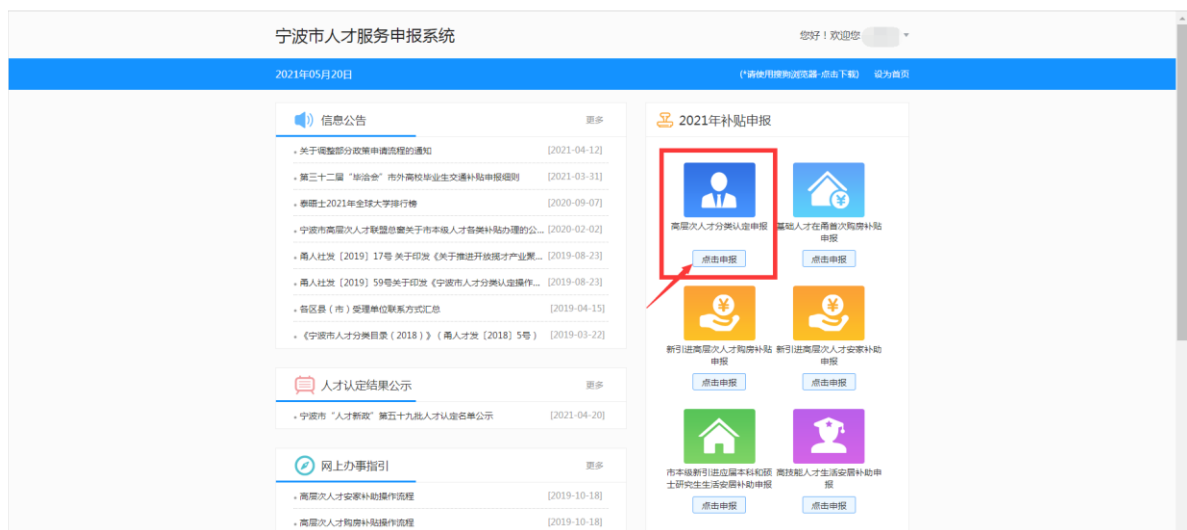 宁波市人才服务申报系统
您好！欢迎您
2021年05月20日
(*请使用搜狗浏览器-点击下载) 设为首页
信息公告 更多
关于调整部分政策申请流程的通知 [2021-04-12]
第三十二届“毕洽会”市外高校毕业生交通补贴申报细则 [2021-03-31]
泰晤士2021年全球大学排行榜 [2020-09-07]
宁波市高层次人才联盟总窗关于市本级人才各类补贴办理的公... [2020-02-02]
甬人社发［2019］17号 关于印发《关于推进开放揽才产业聚... [2019-08-23]
甬人社发［2019］59号关于印发《宁波市人才分类认定操作... [2019-08-23]
各区县（市）受理单位联系方式汇总 [2019-04-15]
《宁波市人才分类目录（2018）》（甬人才发［2018］5号） [2019-03-22]
人才认定结果公示 更多
宁波市“人才新政”第五十九批人才认定名单公示 [2021-04-20]
网上办事指引 更多
高层次人才安家补助操作流程 [2019-10-18]
高层次人才购房补贴操作流程 [2019-10-18]
2021年补贴申报
高层次人才分类认定申报
点击申报
基础人才在甬首次购房补贴
申报
点击申报
新引进高层次人才购房补贴
申报
点击申报
新引进高层次人才安家补助
申报
点击申报
市本级新引进应届本科和硕
士研究生生活安居补助申报
点击申报
高技能人才生活安居补助申
报
点击申报